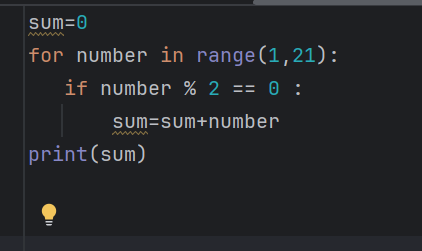 sum=0
for number in range(1,21):
   if number % 2 == 0 :
       sum=sum+number
print(sum)